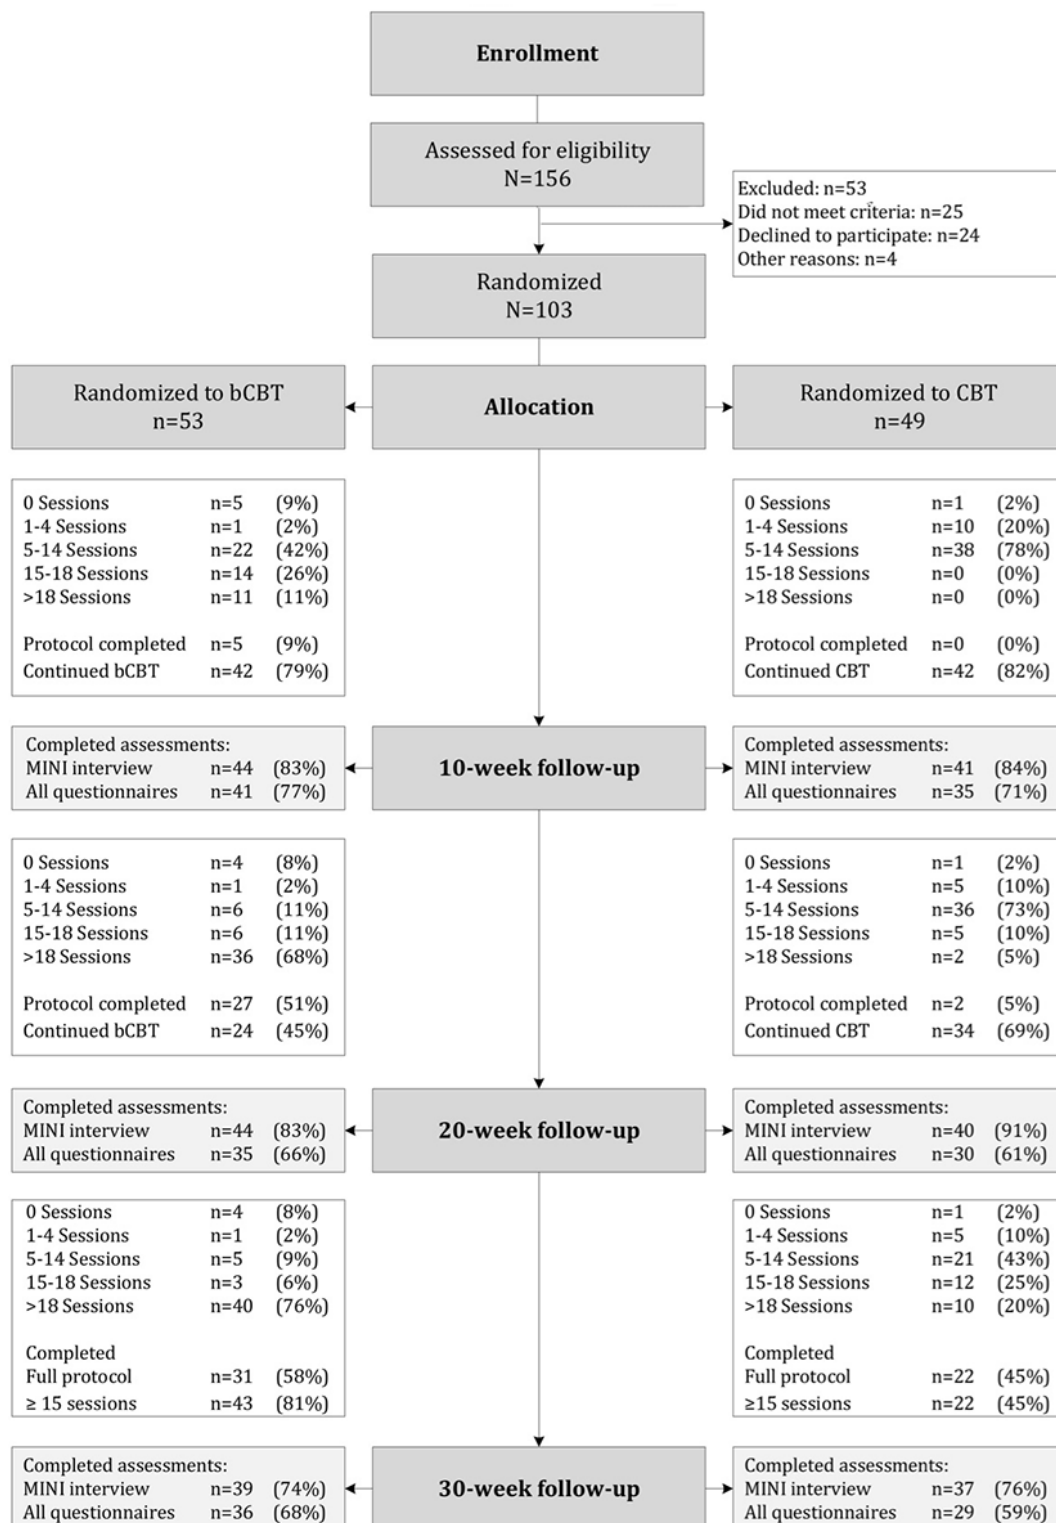 Enrollment
Assessed for eligibility
N=156
Excluded: n=53
Did not meet criteria: n=25
Declined to participate: n=24
Other reasons: n=4
Randomized
N=103
Randomized to bCBT
n=53
Allocation
Randomized to CBT
n=49
0 Sessions n=5 (9%)
1-4 Sessions n=1 (2%)
5-14 Sessions n=22 (42%)
15-18 Sessions n=14 (26%)
>18 Sessions n=11 (11%)
Protocol completed n=5 (9%)
Continued bCBT n=42 (79%)
0 Sessions n=1 (2%)
1-4 Sessions n=10 (20%)
5-14 Sessions n=38 (78%)
15-18 Sessions n=0 (0%)
>18 Sessions n=0 (0%)
Protocol completed n=0 (0%)
Continued CBT n=42 (82%)
Completed assessments:
MINI interview n=44 (83%)
All questionnaires n=41 (77%)
10-week follow-up
Completed assessments:
MINI interview n=41 (84%)
All questionnaires n=35 (71%)
0 Sessions n=4 (8%)
1-4 Sessions n=1 (2%)
5-14 Sessions n=6 (11%)
15-18 Sessions n=6 (11%)
>18 Sessions n=36 (68%)
Protocol completed n=27 (51%)
Continued bCBT n=24 (45%)
0 Sessions n=1 (2%)
1-4 Sessions n=5 (10%)
5-14 Sessions n=36 (73%)
15-18 Sessions n=5 (10%)
>18 Sessions n=2 (5%)
Protocol completed n=2 (5%)
Continued CBT n=34 (69%)
Completed assessments:
MINI interview n=44 (83%)
All questionnaires n=35 (66%)
20-week follow-up
Completed assessments:
MINI interview n=40 (91%)
All questionnaires n=30 (61%)
0 Sessions n=4 (8%)
1-4 Sessions n=1 (2%)
5-14 Sessions n=5 (9%)
15-18 Sessions n=3 (6%)
>18 Sessions n=40 (76%)
Completed
Full protocol n=31 (58%)
≥ 15 sessions n=43 (81%)
0 Sessions n=1 (2%)
1-4 Sessions n=5 (10%)
5-14 Sessions n=21 (43%)
15-18 Sessions n=12 (25%)
>18 Sessions n=10 (20%)
Completed
Full protocol n=22 (45%)
≥15 sessions n=22 (45%)
Completed assessments:
MINI interview n=39 (74%)
All questionnaires n=36 (68%)
30-week follow-up
Completed assessments:
MINI interview n=37 (76%)
All questionnaires n=29 (59%)